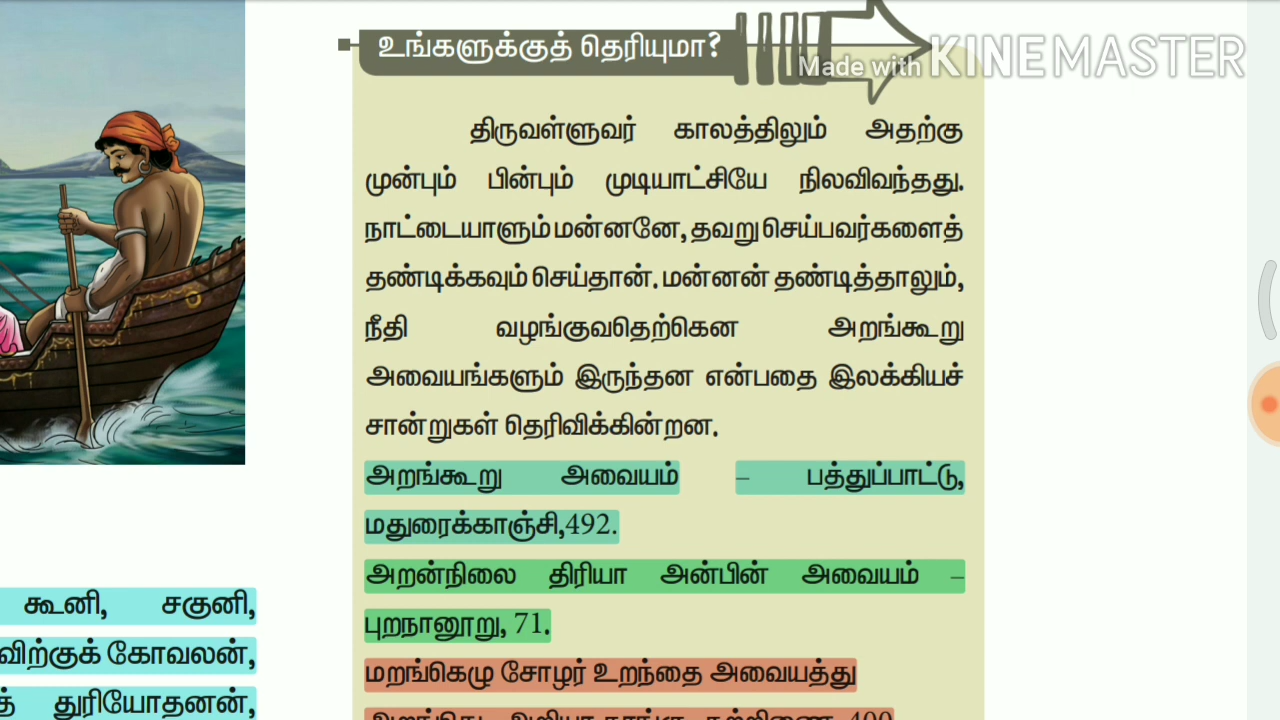 உங்களுக்குத் தெரியுமா?
Made with KINEMASTER
திருவள்ளுவர் காலத்திலும் அதற்கு
முன்பும் பின்பும் முடியாட்சியே நிலவிவந்தது.
நாட்டையாளும் மன்னனே, தவறு செய்பவர்களைத்
தண்டிக்கவும் செய்தான். மன்னன் தண்டித்தாலும்,
நீதி வழங்குவதெற்கென அறங்கூறு
அவையங்களும் இருந்தன என்பதை இலக்கியச்
சான்றுகள் தெரிவிக்கின்றன.
அறங்கூறு அவையம் – பத்துப்பாட்டு,
மதுரைக்காஞ்சி,492.
அறன்நிலை திரியா அன்பின் அவையம் –
புறநானூறு, 71.
மறங்கெழு சோழர் உறந்தை அவையத்து
கூனி, சகுனி,
விற்குக் கோவலன்,
துரியோதனன்,